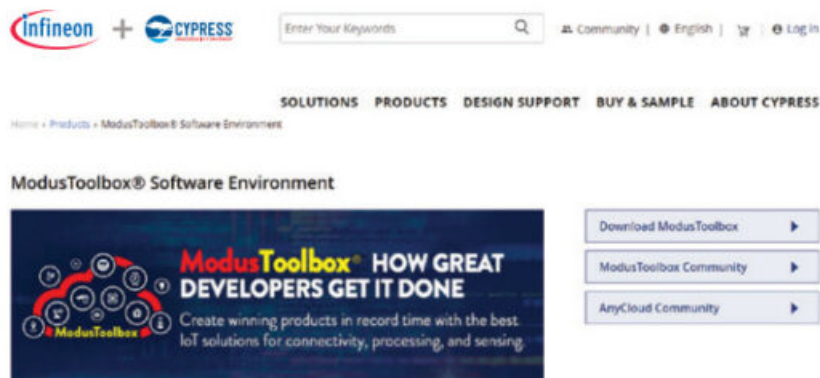 infineon + CYPRESS
Enter Your Keywords
Community | English | Log in
SOLUTIONS PRODUCTS DESIGN SUPPORT BUY & SAMPLE ABOUT CYPRESS
Home » Products » ModusToolbox® Software Environment
ModusToolbox® Software Environment
ModusToolbox® HOW GREAT
DEVELOPERS GET IT DONE
Create winning products in record time with the best
IoT solutions for connectivity, processing, and sensing.
ModusToolbox
Download ModusToolbox
ModusToolbox Community
AnyCloud Community